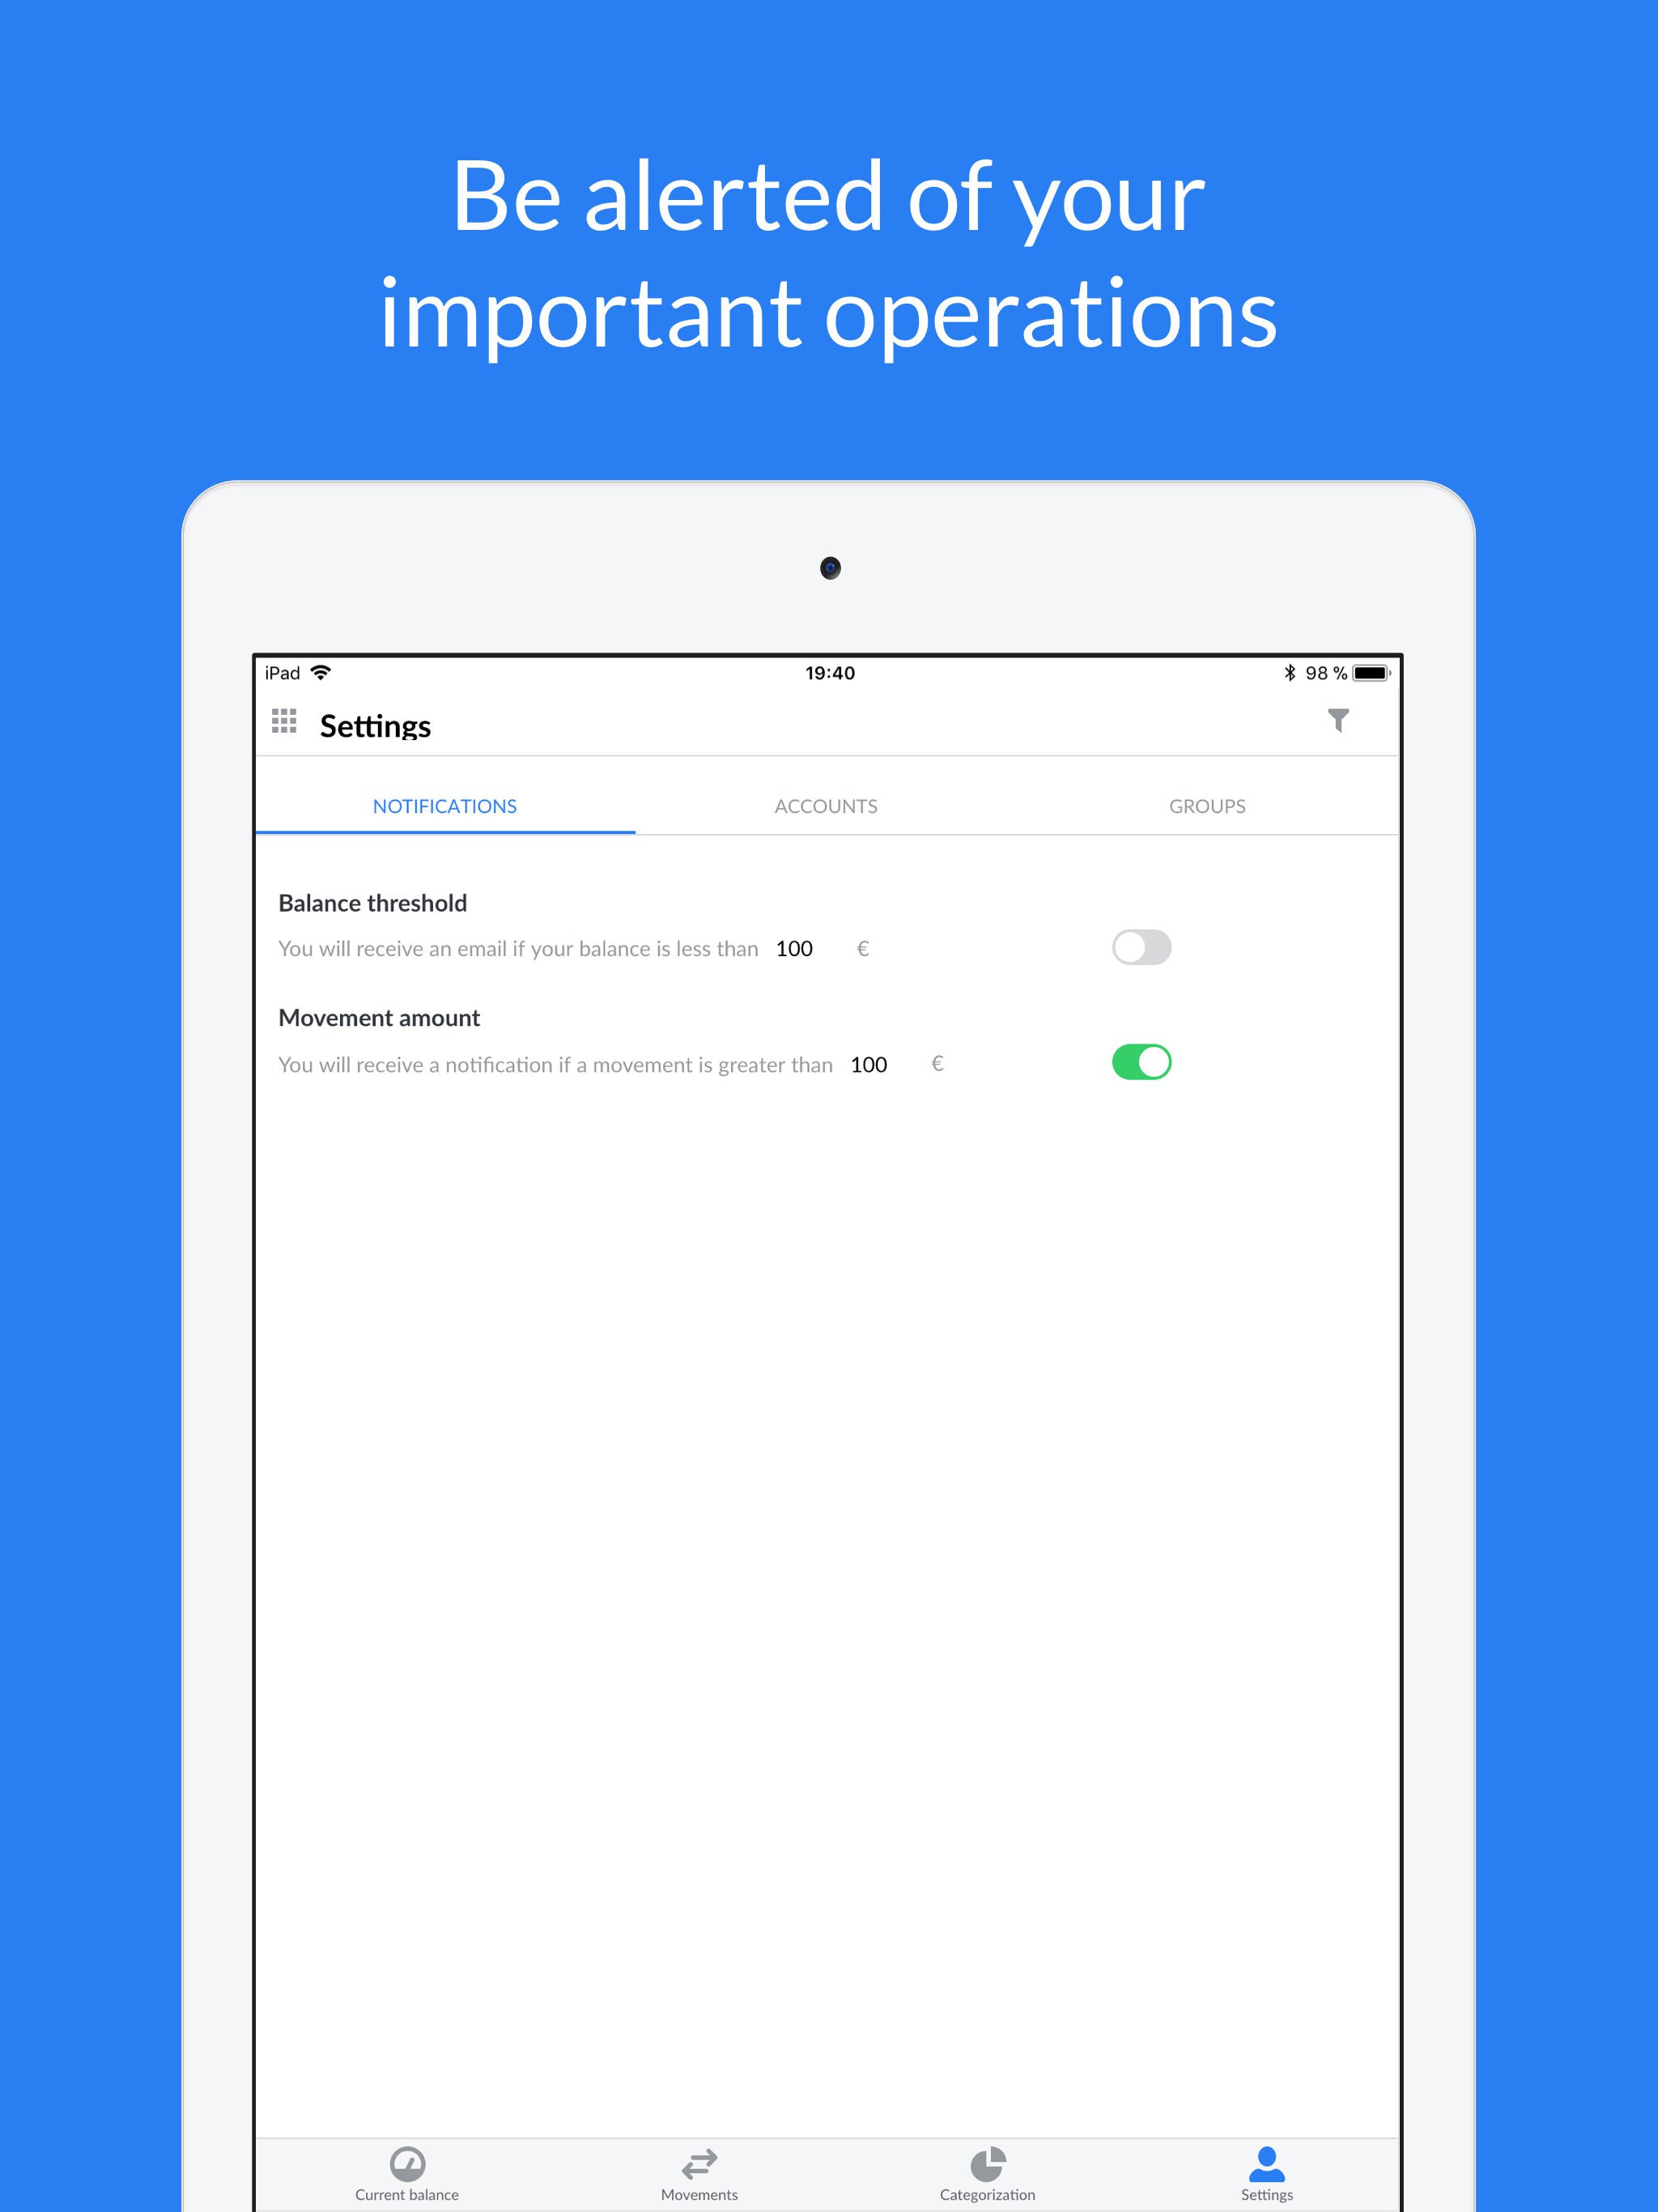 Be alerted of your
important operations
iPad 19:40 98 %
Settings
NOTIFICATIONS ACCOUNTS GROUPS
Balance threshold
You will receive an email if your balance is less than 100 €
Movement amount
You will receive a notification if a movement is greater than 100 €
Current balance Movements Categorization Settings